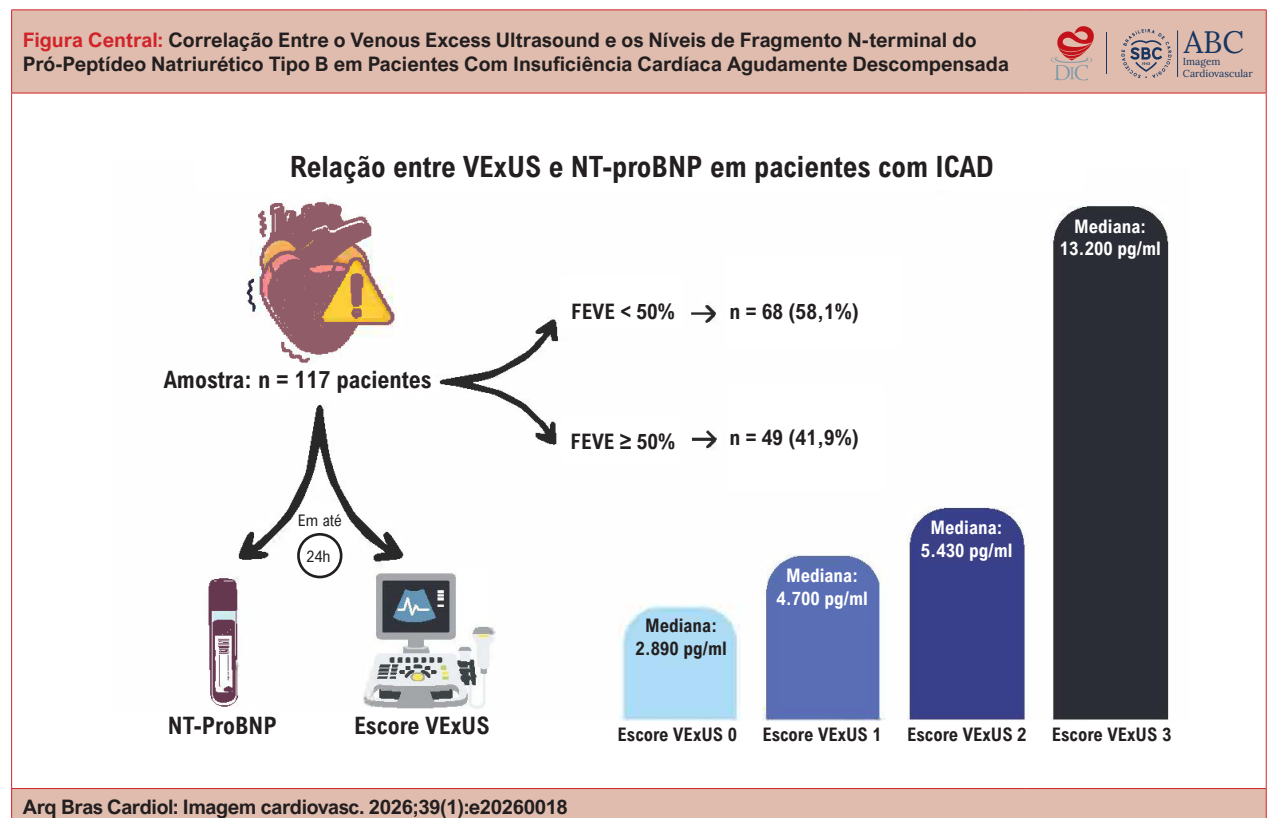 Figura Central: Correlação Entre o Venous Excess Ultrasound e os Níveis de Fragmento N-terminal do
Pró-Peptídeo Natriurético Tipo B em Pacientes Com Insuficiência Cardíaca Agudamente Descompensada
DIC
SOCIEDADE BRASILEIRA DE CARDIOLOGIA
SBC
ABC
Imagem
Cardiovascular
Relação entre VExUS e NT-proBNP em pacientes com ICAD
Amostra: n = 117 pacientes
FEVE < 50% → n = 68 (58,1%)
FEVE ≥ 50% → n = 49 (41,9%)
Em até
24h
NT-ProBNP
Escore VExUS
Mediana:
2.890 pg/ml
Mediana:
4.700 pg/ml
Mediana:
5.430 pg/ml
Mediana:
13.200 pg/ml
Escore VExUS 0
Escore VExUS 1
Escore VExUS 2
Escore VExUS 3
Arq Bras Cardiol: Imagem cardiovasc. 2026;39(1):e20260018